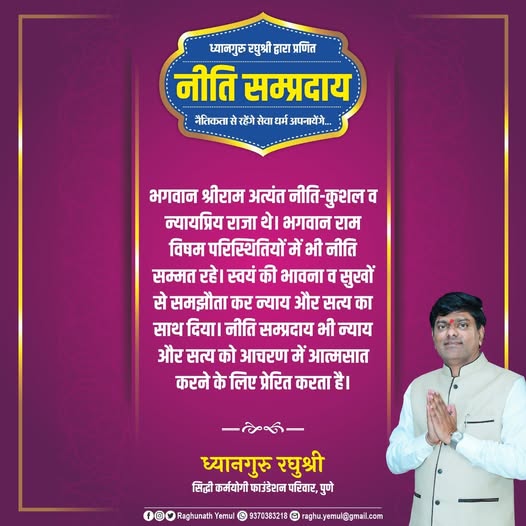 ध्यानगुरु रघुश्री द्वारा प्रणित
नीति सम्प्रदाय
नैतिकता से रहेंगे सेवा धर्म अपनायेंगे...
भगवान श्रीराम अत्यंत नीति-कुशल व
न्यायप्रिय राजा थे। भगवान राम
विषम परिस्थितियों में भी नीति
सम्मत रहे। स्वयं की भावना व सुखों
से समझौता कर न्याय और सत्य का
साथ दिया। नीति सम्प्रदाय भी न्याय
और सत्य को आचरण में आत्मसात
करने के लिए प्रेरित करता है।
ध्यानगुरु रघुश्री
सिद्धी कर्मयोगी फाउंडेशन परिवार, पुणे
Raghunath Yemul 9370383218 raghu.yemul@gmail.com